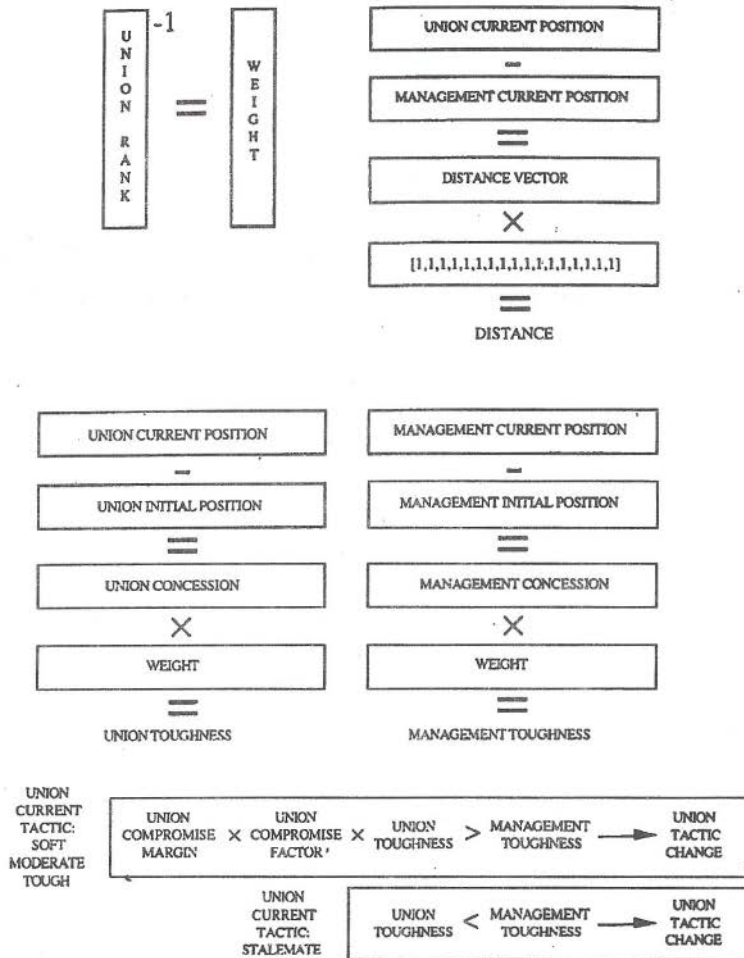 UNION RANK
-1
=
WEIGHT
UNION CURRENT POSITION
-
MANAGEMENT CURRENT POSITION
=
DISTANCE VECTOR
×
[1,1,1,1,1,1,1,1,1,1,1,1,1,1,1,1,1]
=
DISTANCE
UNION CURRENT POSITION
-
UNION INITIAL POSITION
=
UNION CONCESSION
×
WEIGHT
=
UNION TOUGHNESS
MANAGEMENT CURRENT POSITION
-
MANAGEMENT INITIAL POSITION
=
MANAGEMENT CONCESSION
×
WEIGHT
=
MANAGEMENT TOUGHNESS
UNION
CURRENT
TACTIC:
SOFT
MODERATE
TOUGH
UNION
COMPROMISE
MARGIN
×
UNION
COMPROMISE
FACTOR
×
UNION
TOUGHNESS
>
MANAGEMENT
TOUGHNESS
UNION
TACTIC
CHANGE
UNION
CURRENT
TACTIC:
STALEMATE
UNION
TOUGHNESS
<
MANAGEMENT
TOUGHNESS
UNION
TACTIC
CHANGE